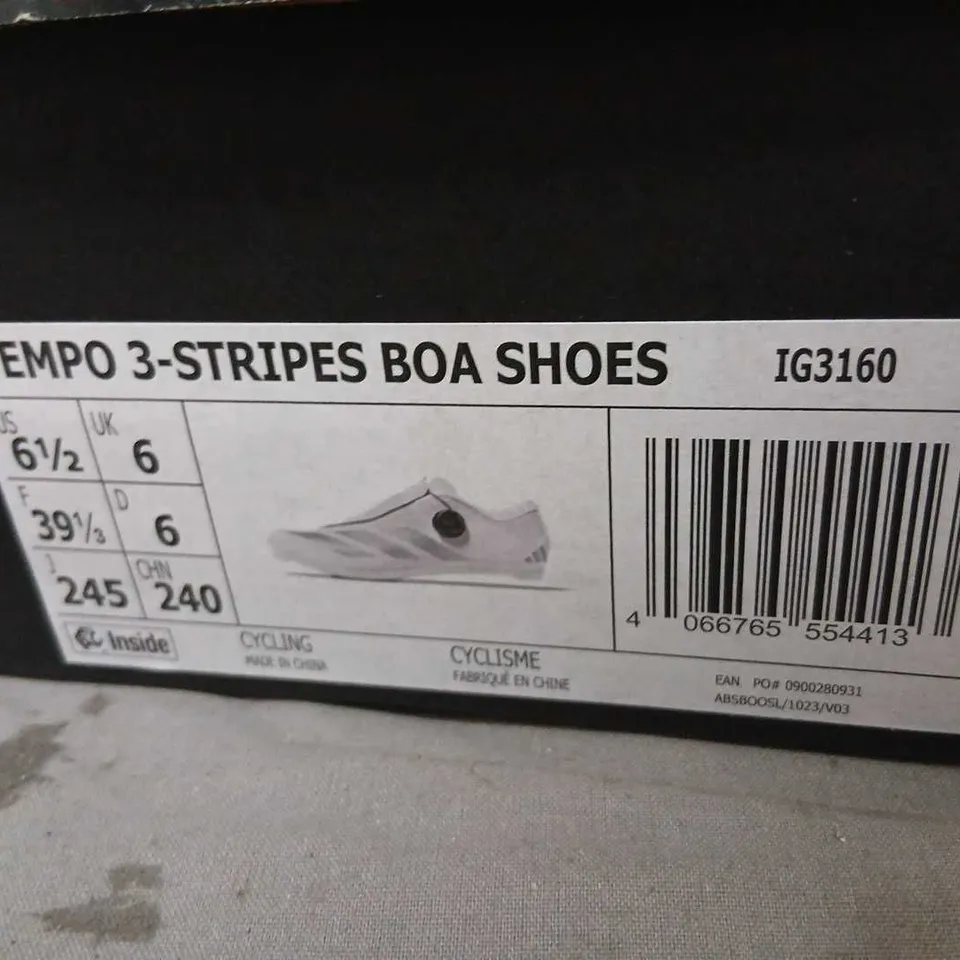 EMPO 3-STRIPES BOA SHOES IG3160
US 6½ UK 6
F 39⅓ D 6
J 245 CHN 240
Inside
CYCLING
MADE IN CHINA
CYCLISME
FABRIQUÉ EN CHINE
4 066765 554413
EAN PO# 0900280931
ABSBOOSL/1023/V03